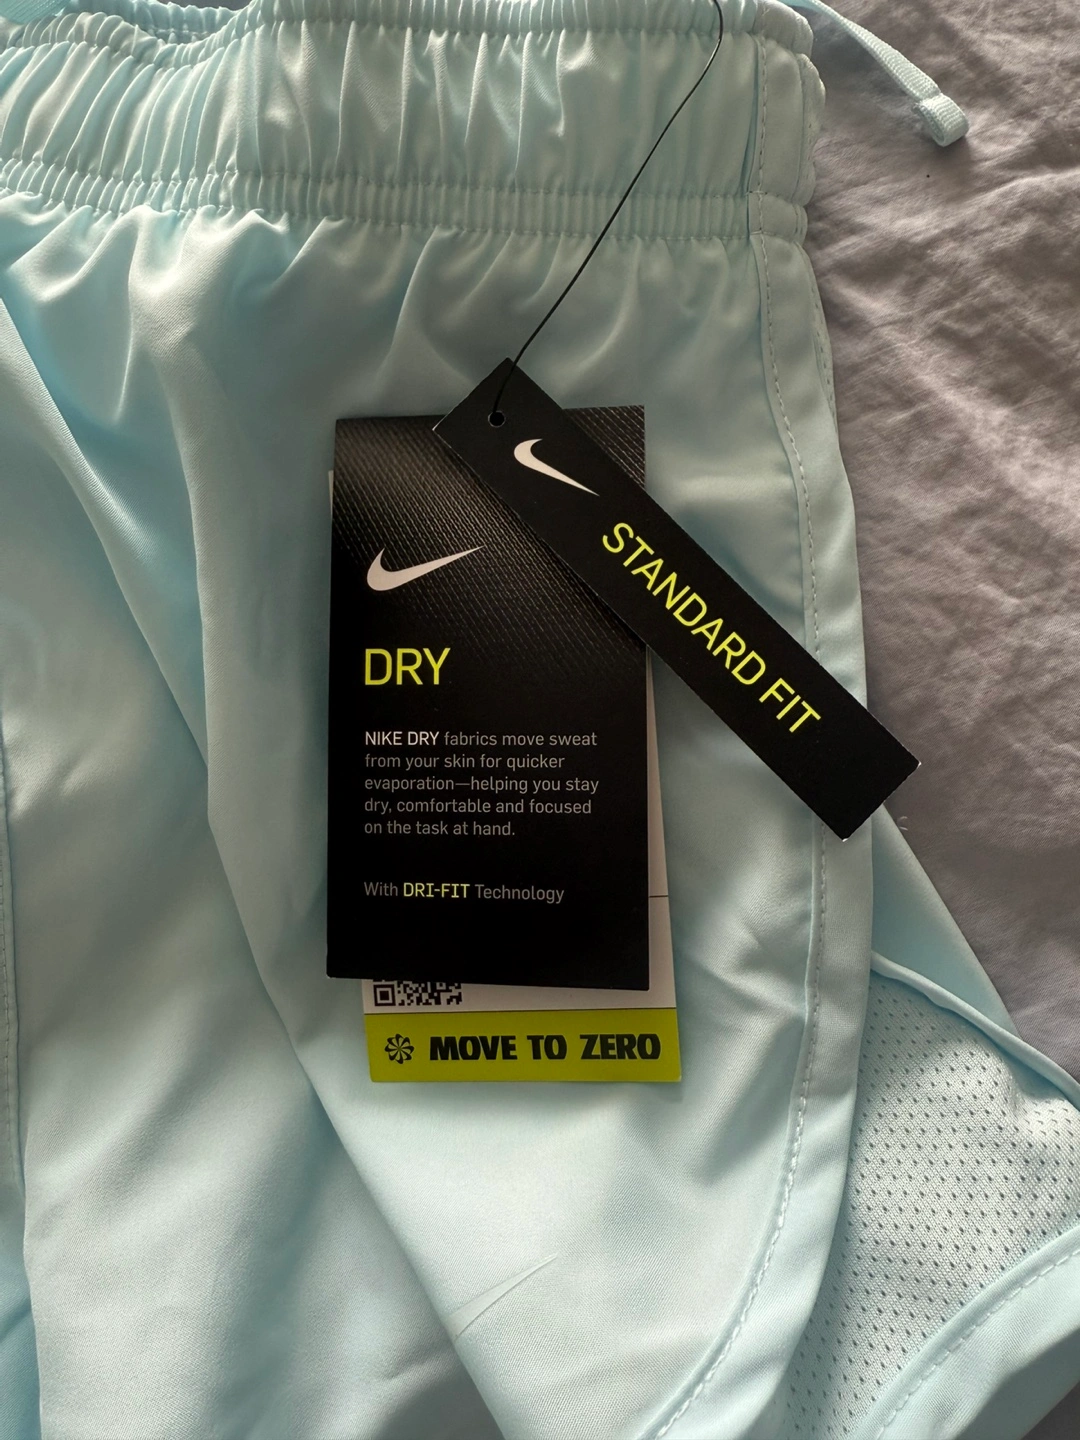 STANDARD FIT
DRY
NIKE DRY fabrics move sweat
from your skin for quicker
evaporation—helping you stay
dry, comfortable and focused
on the task at hand.
With DRI-FIT Technology
MOVE TO ZERO